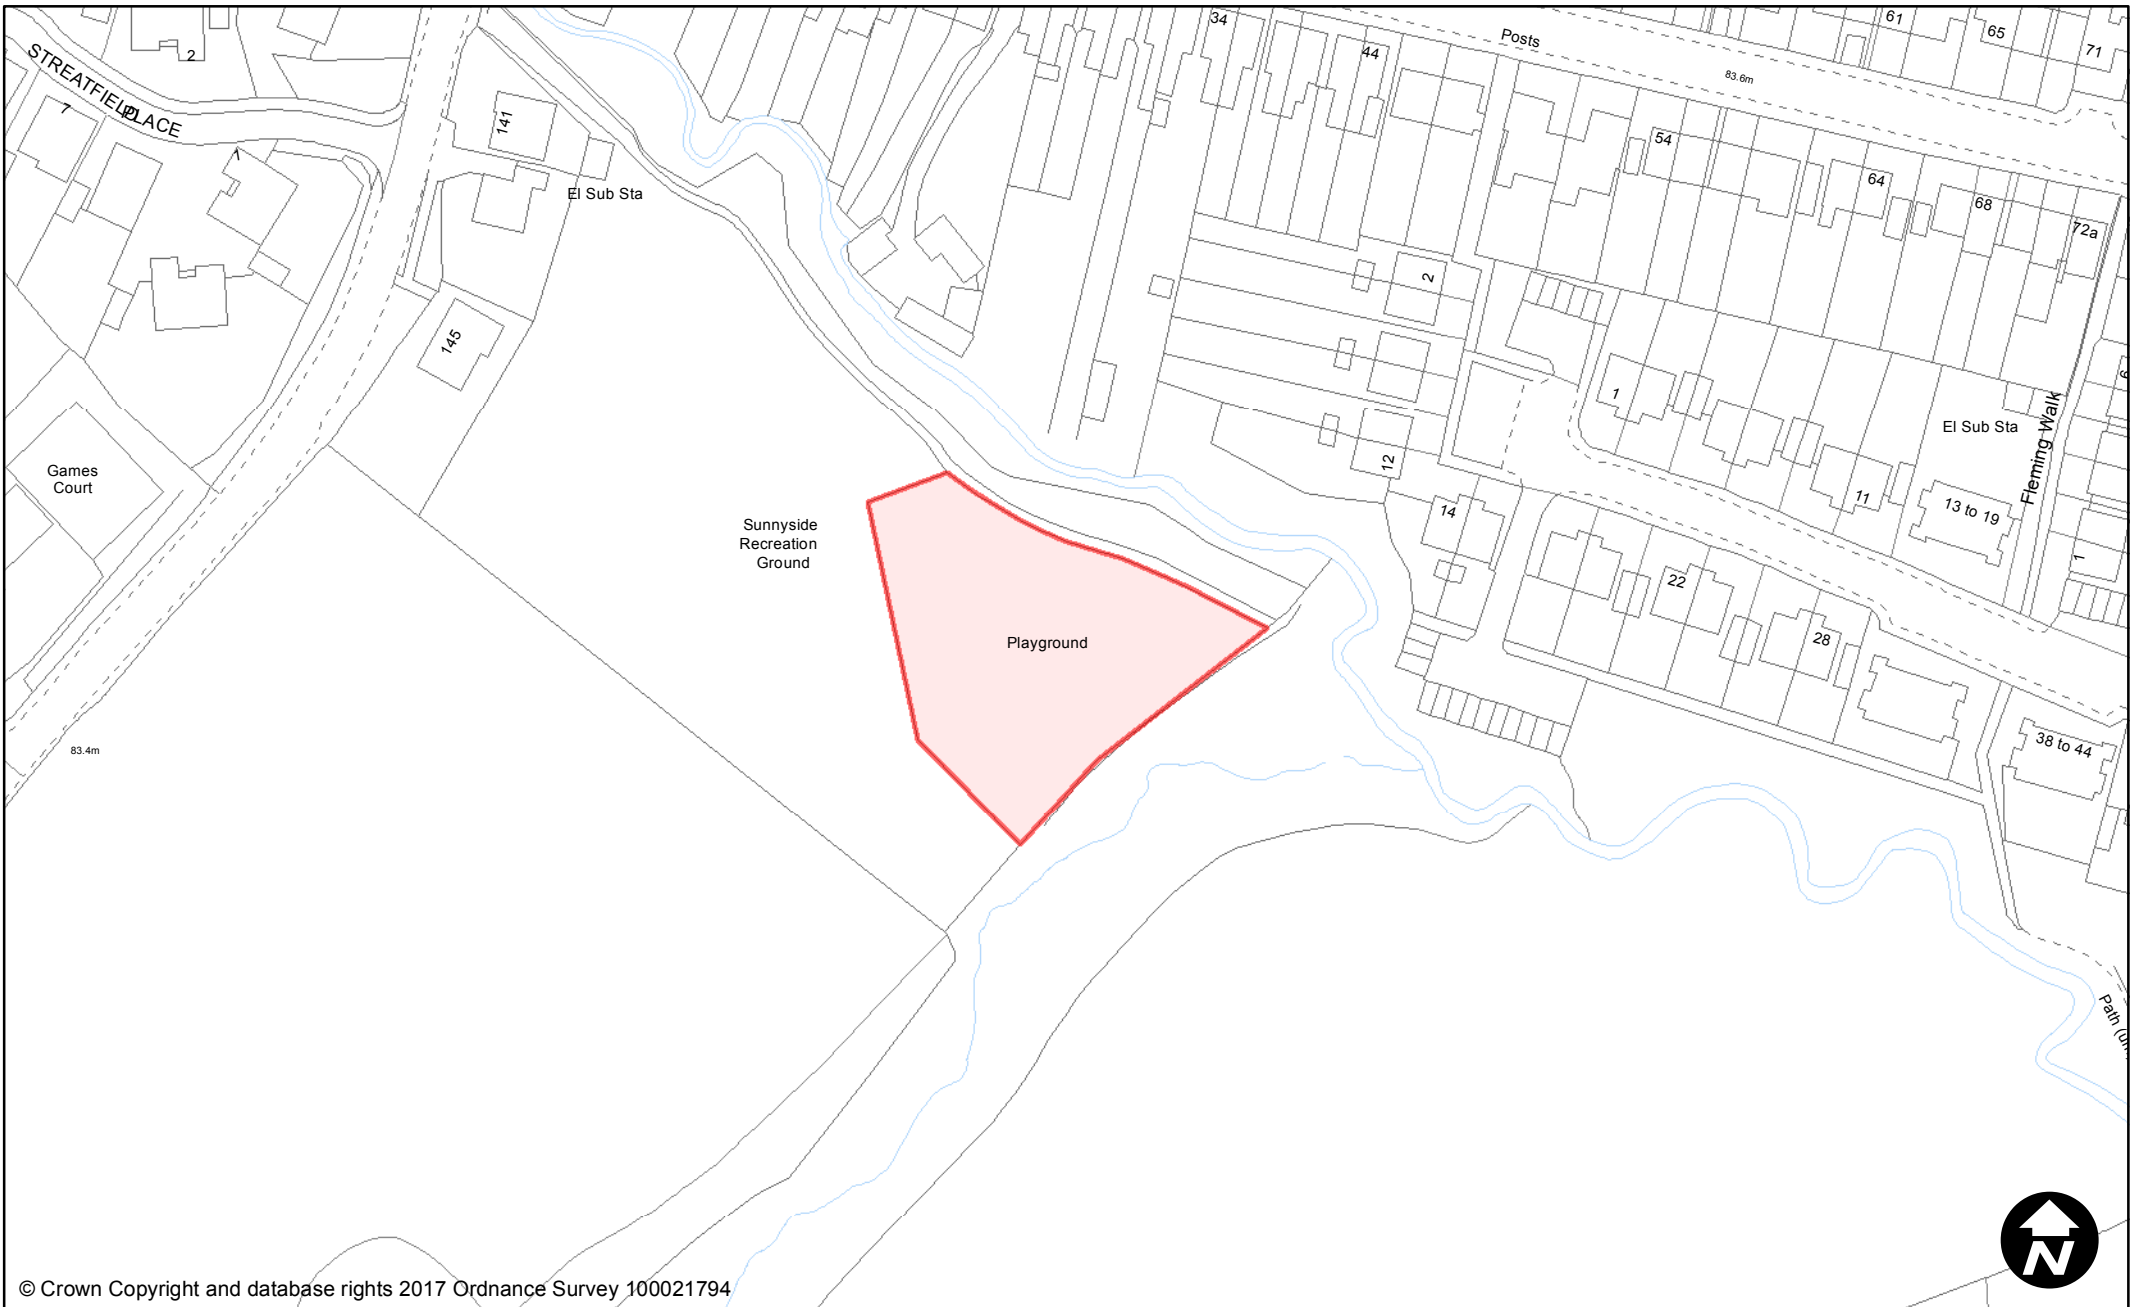 34
61
65
71
44
Posts
83.6m
2
STREATFIELD PLACE
7
7
141
54
64
68
72a
El Sub Sta
2
145
1
6
Games
Court
12
El Sub Sta
Fleming Walk
11
13 to 19
14
Sunnyside
Recreation
Ground
1
22
28
Playground
83.4m
38 to 44
N
© Crown Copyright and database rights 2017 Ordnance Survey 100021794